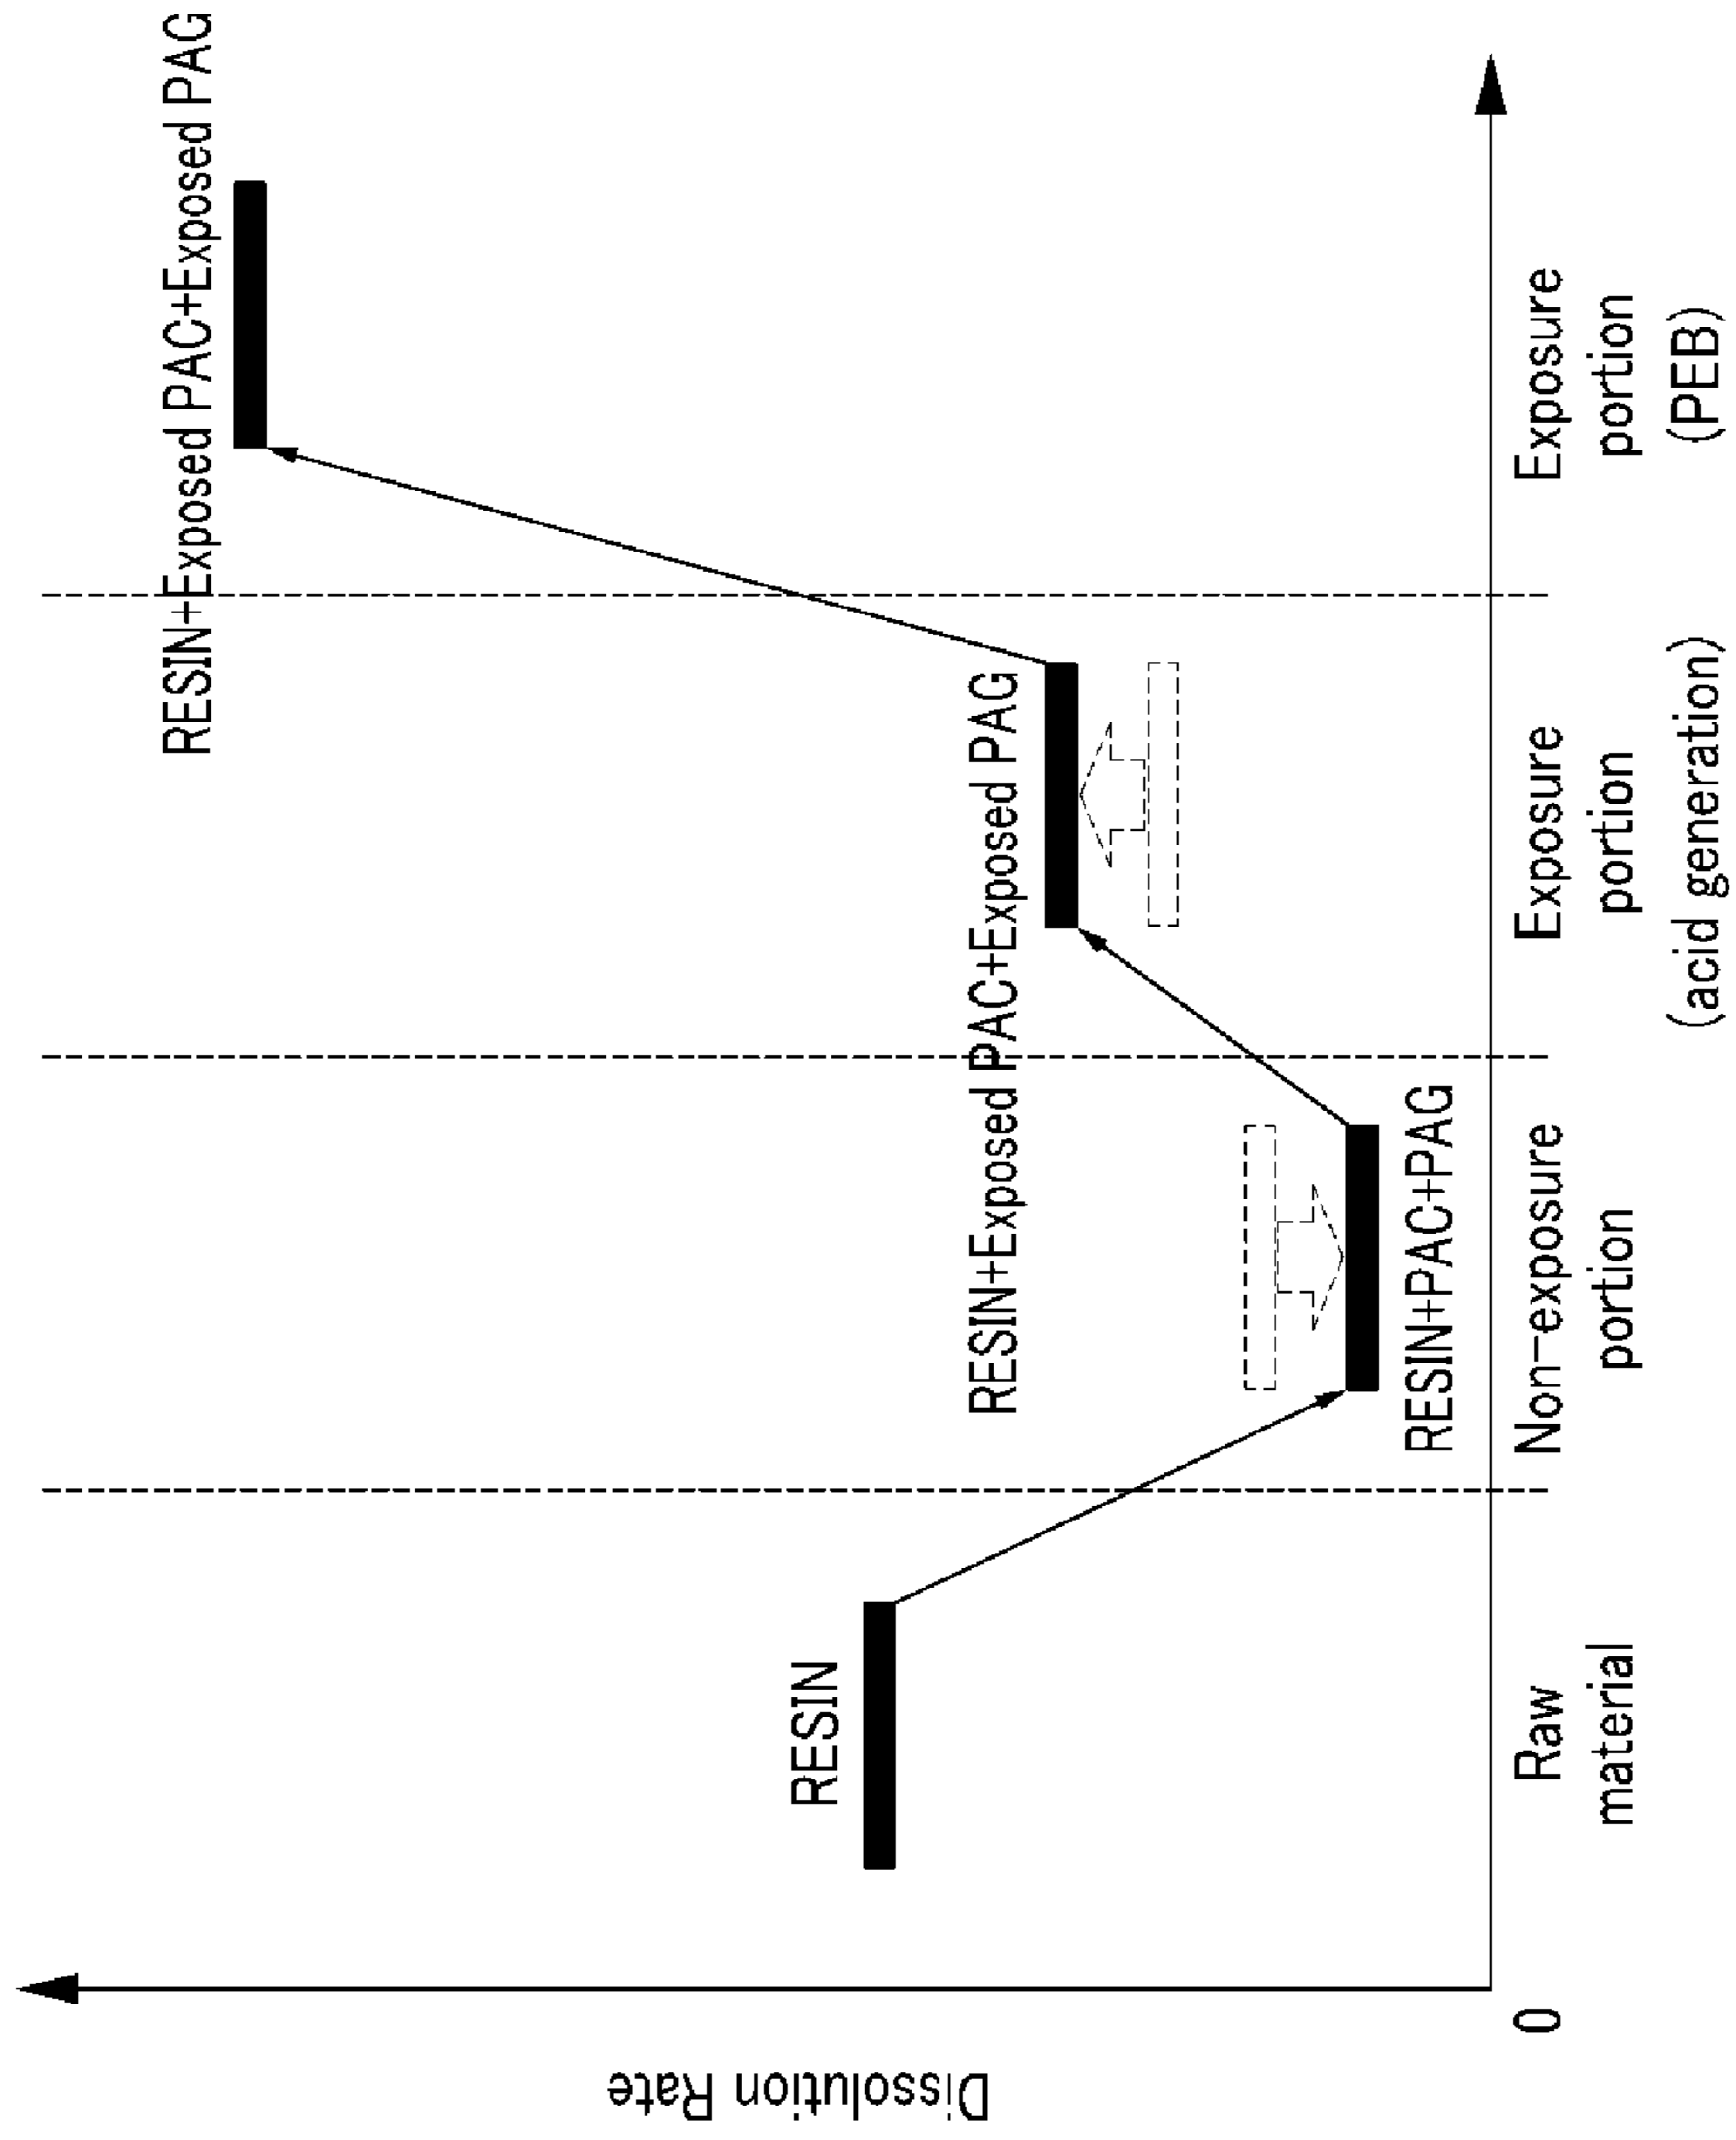 Dissolution Rate
RESIN+Exposed PAC+Exposed PAG
RESIN
RESIN+Exposed PAC+Exposed PAG
RESIN+PAC+PAG
0
Raw
material
Non-exposure
portion
Exposure
portion
(acid generation)
Exposure
portion
(PEB)